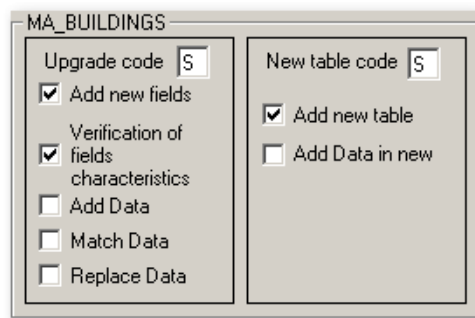 MA_BUILDINGS
Upgrade code S
Add new fields
Verification of
fields
characteristics
Add Data
Match Data
Replace Data
New table code S
Add new table
Add Data in new